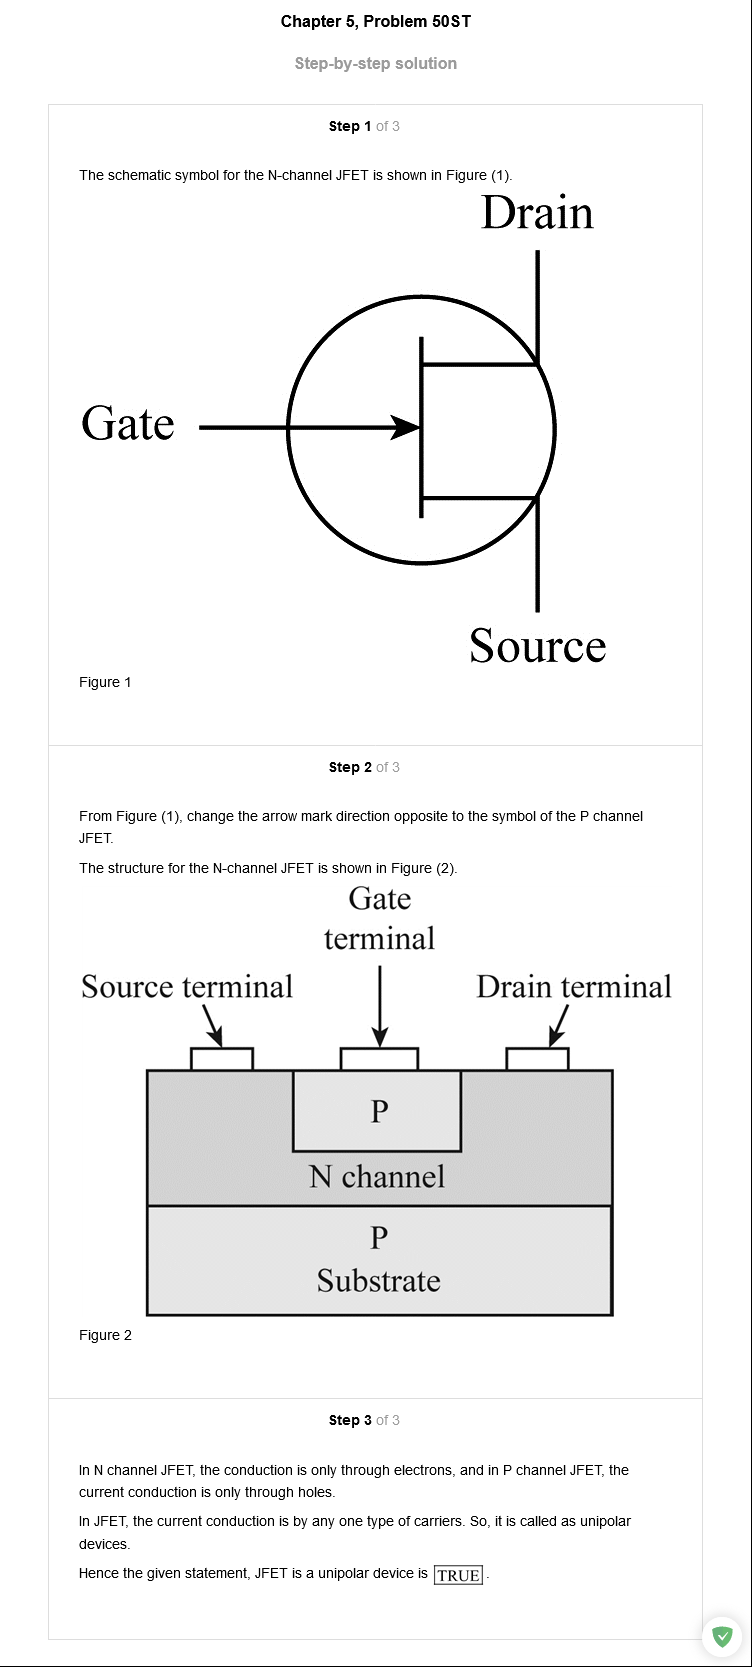 Chapter 5, Problem 50ST
Step-by-step solution
Step 1 of 3
The schematic symbol for the N-channel JFET is shown in Figure (1).
Drain
Gate
Source
Figure 1
Step 2 of 3
From Figure (1), change the arrow mark direction opposite to the symbol of the P channel
JFET.
The structure for the N-channel JFET is shown in Figure (2).
Gate
terminal
Source terminal
Drain terminal
P
N channel
P
Substrate
Figure 2
Step 3 of 3
In N channel JFET, the conduction is only through electrons, and in P channel JFET, the
current conduction is only through holes.
In JFET, the current conduction is by any one type of carriers. So, it is called as unipolar
devices.
Hence the given statement, JFET is a unipolar device is TRUE.